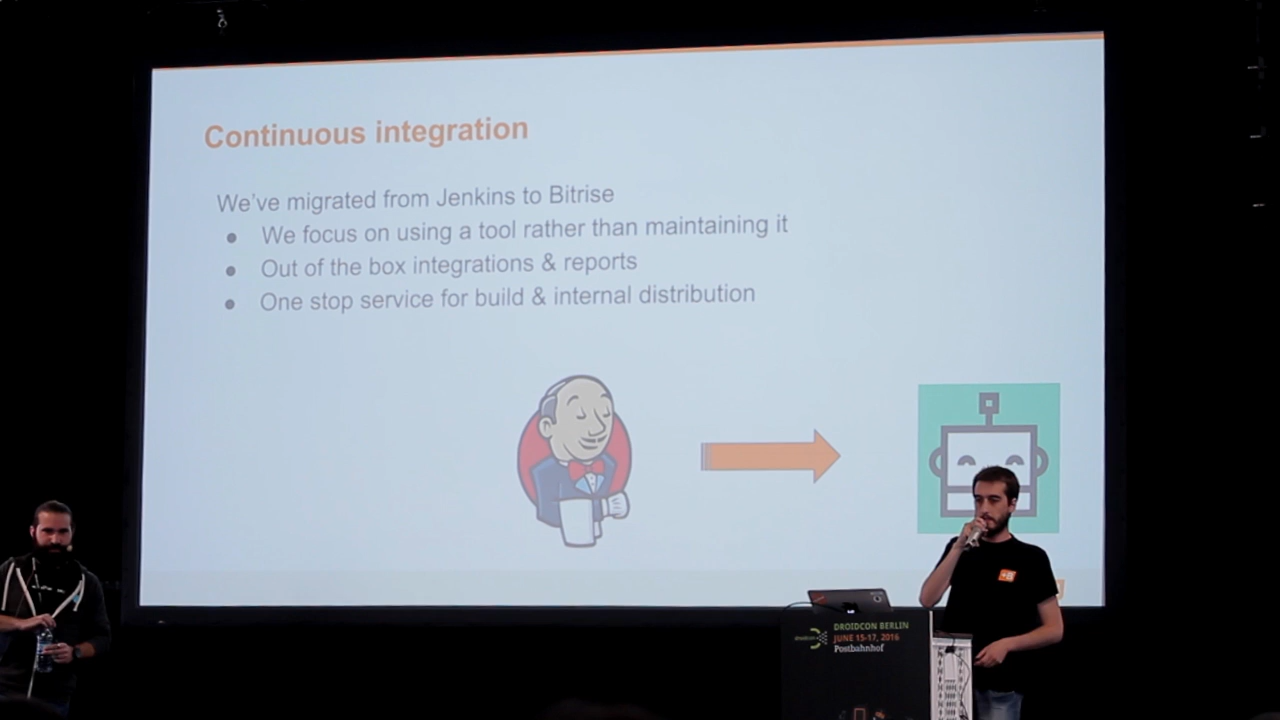 Continuous integration
We've migrated from Jenkins to Bitrise
● We focus on using a tool rather than maintaining it
● Out of the box integrations & reports
● One stop service for build & internal distribution
droidcon
DROIDCON BERLIN
JUNE 15-17, 2016
Postbahnhof